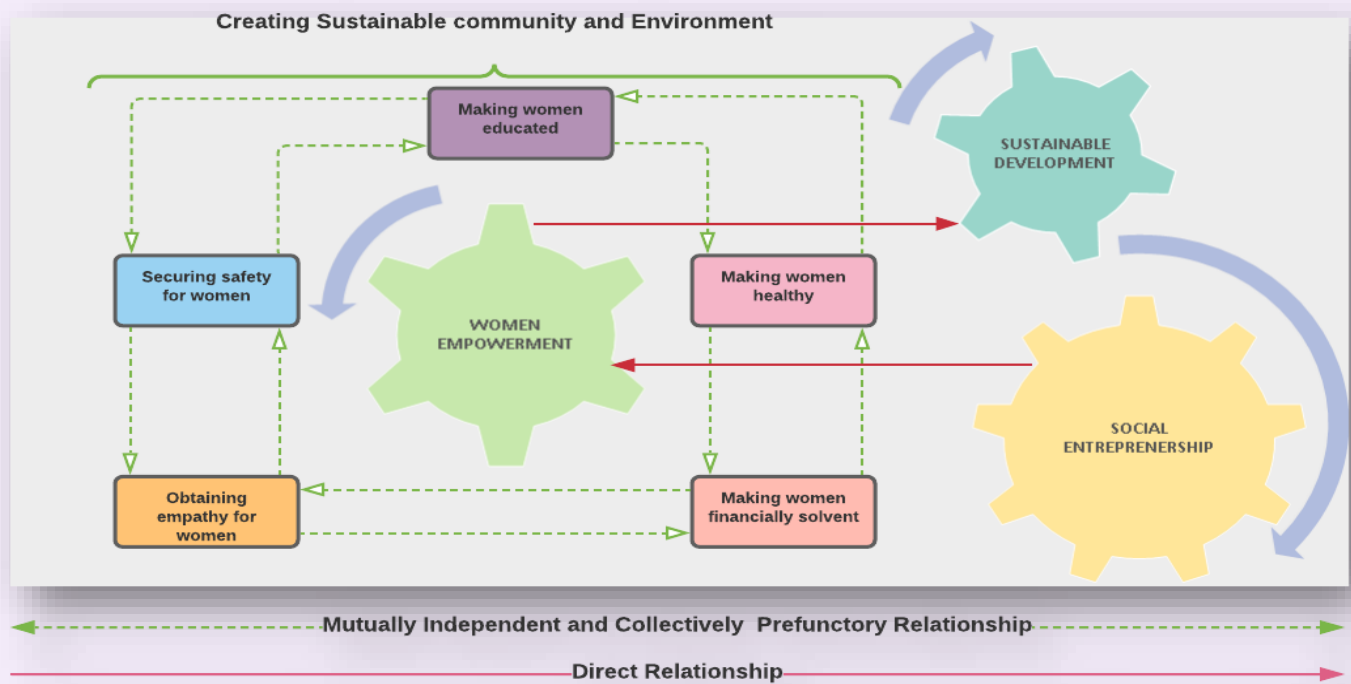 Creating Sustainable community and Environment
Making women
educated
SUSTAINABLE
DEVELOPMENT
Securing safety
for women
Making women
healthy
WOMEN
EMPOWERMENT
SOCIAL
ENTREPRENERSHIP
Obtaining
empathy for
women
Making women
financially solvent
Mutually Independent and Collectively Prefunctory Relationship
Direct Relationship